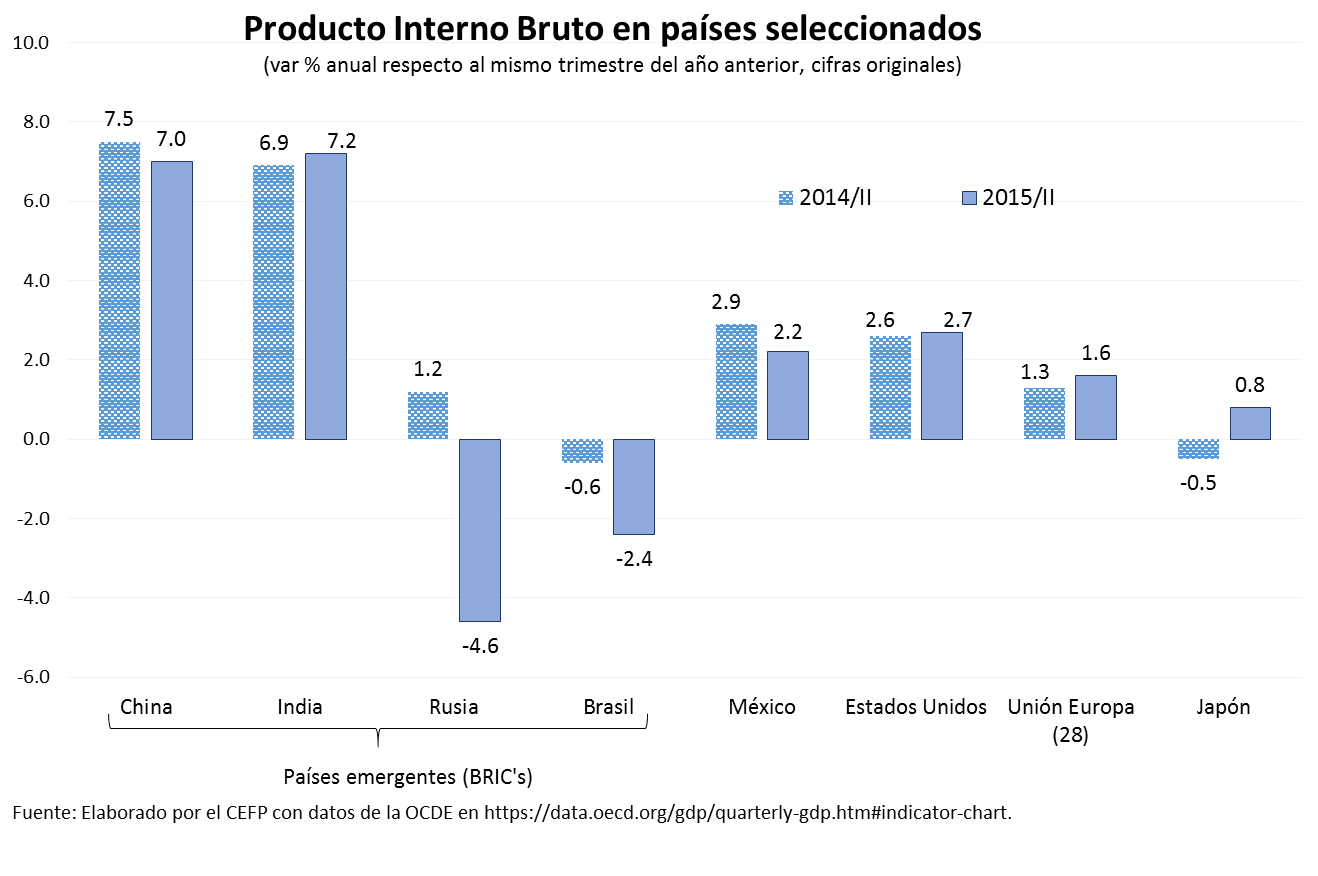 Producto Interno Bruto en países seleccionados
(var % anual respecto al mismo trimestre del año anterior, cifras originales)
10.0
8.0
6.0
4.0
2.0
0.0
-2.0
-4.0
-6.0
2014/II
2015/II
7.5
7.0
6.9
7.2
1.2
-4.6
-0.6
-2.4
2.9
2.2
2.6
2.7
1.3
1.6
-0.5
0.8
China
India
Rusia
Brasil
México
Estados Unidos
Unión Europa
(28)
Japón
Países emergentes (BRIC's)
Fuente: Elaborado por el CEFP con datos de la OCDE en https://data.oecd.org/gdp/quarterly-gdp.htm#indicator-chart.